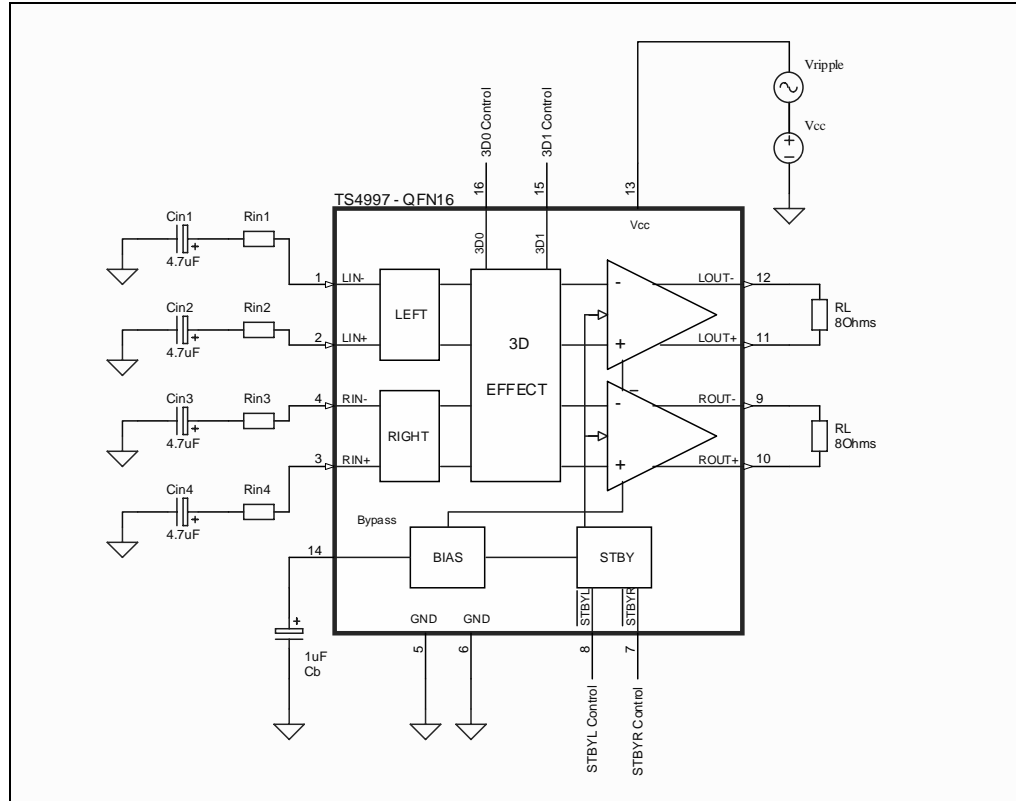 Vripple
Vcc
+
−
3D0 Control
3D1 Control
16
15
13
TS4997 - QFN16
Vcc
3D0
3D1
Cin1
Rin1
+
4.7uF
1
LIN-
LEFT
Cin2
Rin2
+
4.7uF
2
LIN+
3D
EFFECT
-
+
LOUT-
12
LOUT+
11
RL
8Ohms
Cin3
Rin3
+
4.7uF
4
RIN-
RIGHT
Cin4
Rin4
+
4.7uF
3
RIN+
-
+
ROUT-
9
ROUT+
10
RL
8Ohms
Bypass
14
BIAS
STBY
STBYL
STBYR
+
1uF
Cb
GND
GND
5
6
8
7
STBYL Control
STBYR Control